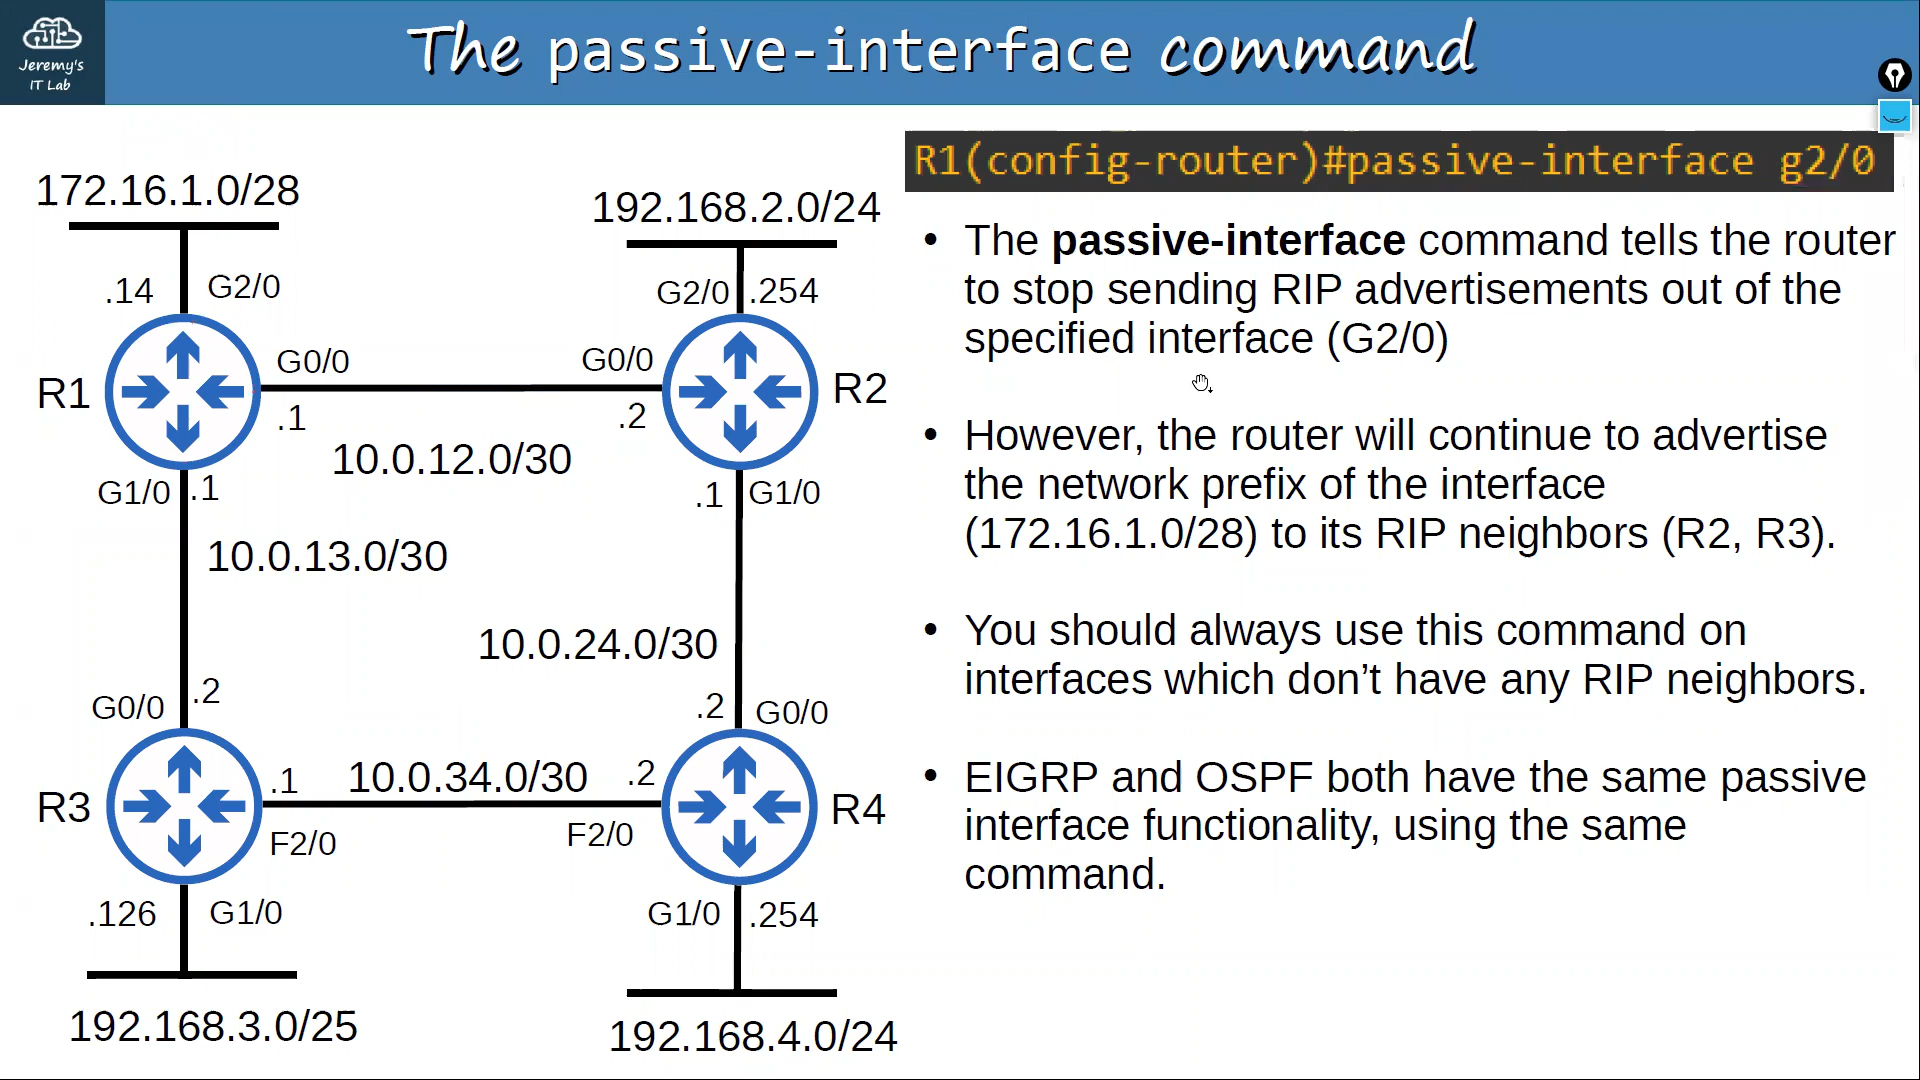 Jeremy's
IT Lab
The passive-interface command
R1(config-router)#passive-interface g2/0
• The passive-interface command tells the router
to stop sending RIP advertisements out of the
specified interface (G2/0)
• However, the router will continue to advertise
the network prefix of the interface
(172.16.1.0/28) to its RIP neighbors (R2, R3).
• You should always use this command on
interfaces which don’t have any RIP neighbors.
• EIGRP and OSPF both have the same passive
interface functionality, using the same
command.
172.16.1.0/28
192.168.2.0/24
.14
G2/0
G2/0
.254
R1
G0/0
G0/0
R2
.1
.2
10.0.12.0/30
G1/0
.1
.1
G1/0
10.0.13.0/30
10.0.24.0/30
G0/0
.2
.2
G0/0
R3
.1
10.0.34.0/30
.2
R4
F2/0
F2/0
.126
G1/0
G1/0
.254
192.168.3.0/25
192.168.4.0/24